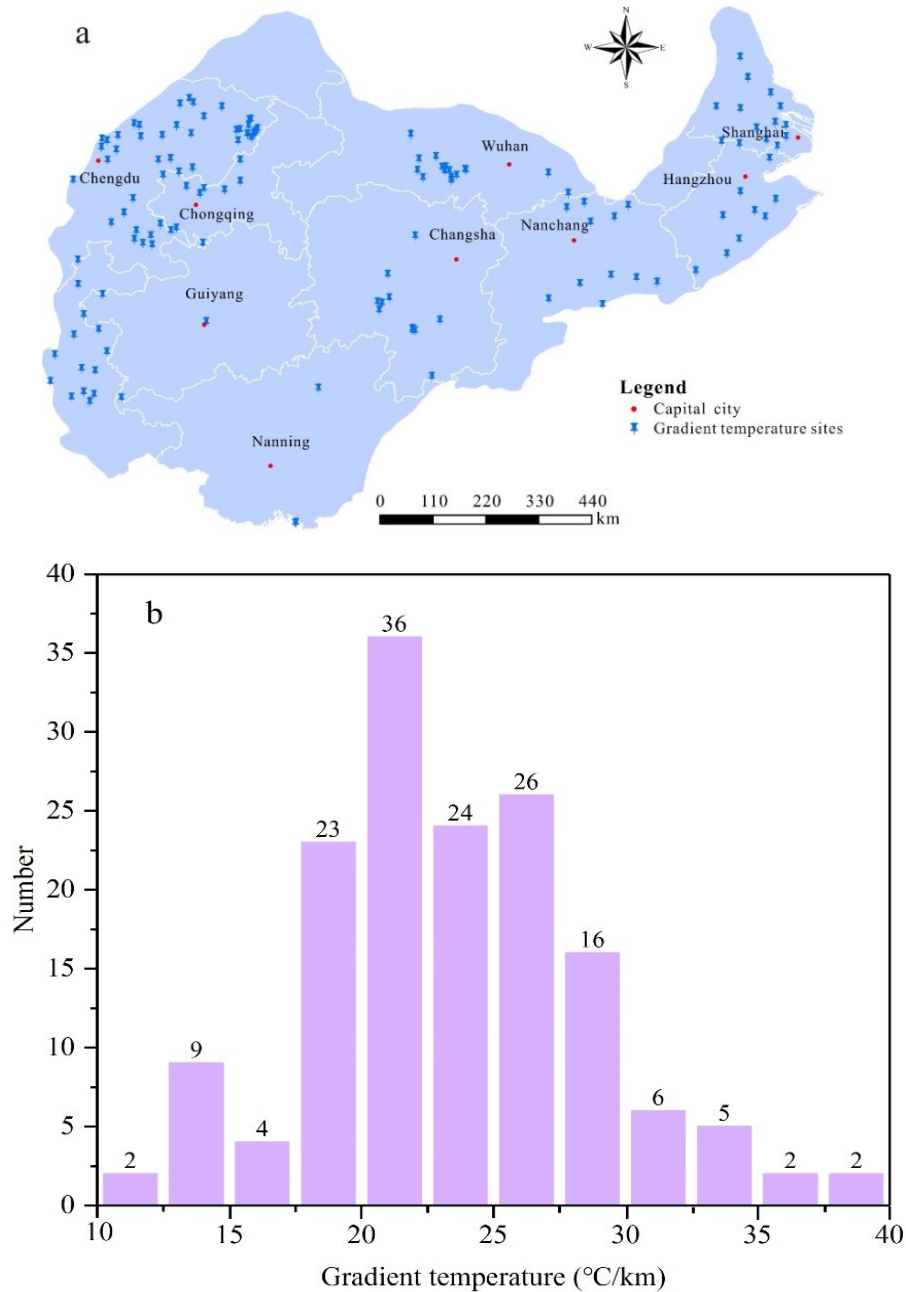 a
N
W E
S
Shanghai
Wuhan
Hangzhou
Chengdu
Chongqing
Nanchang
Changsha
Guiyang
Legend
Capital city
Gradient temperature sites
Nanning
0 110 220 330 440
km
b
40
35
30
25
20
15
10
5
0
Number
2
9
4
23
36
24
26
16
6
5
2
2
10 15 20 25 30 35 40
Gradient temperature (°C/km)